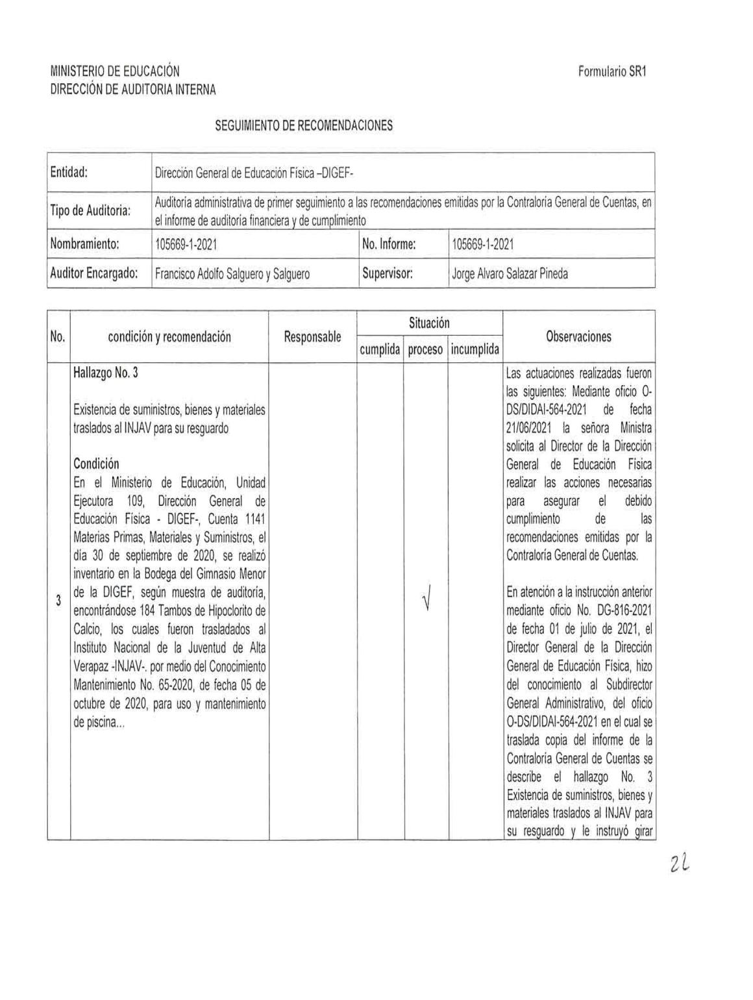 MINISTERIO DE EDUCACIÓN
Formulario SR1
DIRECCIÓN DE AUDITORIA INTERNA
SEGUIMIENTO DE RECOMENDACIONES
Entidad:
Dirección General de Educación Física –DIGEF-
Tipo de Auditoria:
Auditoría administrativa de primer seguimiento a las recomendaciones emitidas por la Contraloría General de Cuentas, en
el informe de auditoria financiera y de cumplimiento
Nombramiento:
105669-1-2021
No. Informe:
105669-1-2021
Auditor Encargado:
Francisco Adolfo Salguero y Salguero
Supervisor:
Jorge Alvaro Salazar Pineda
No.
condición y recomendación
Responsable
Situación
cumplida
proceso
incumplida
Observaciones
3
Hallazgo No. 3
Existencia de suministros, bienes y materiales
traslados al INJAV para su resguardo
Condición
En el Ministerio de Educación, Unidad
Ejecutora 109, Dirección General de
Educación Física - DIGEF-, Cuenta 1141
Materias Primas, Materiales y Suministros, el
día 30 de septiembre de 2020, se realizó
inventario en la Bodega del Gimnasio Menor
de la DIGEF, según muestra de auditoría,
encontrándose 184 Tambos de Hipoclorito de
Calcio, los cuales fueron trasladados al
Instituto Nacional de la Juventud de Alta
Verapaz -INJAV-. por medio del Conocimiento
Mantenimiento No. 65-2020, de fecha 05 de
octubre de 2020, para uso y mantenimiento
de piscina...
√
Las actuaciones realizadas fueron
las siguientes: Mediante oficio O-
DS/DIDAI-564-2021 de fecha
21/06/2021 la señora Ministra
solicita al Director de la Dirección
General de Educación Física
realizar las acciones necesarias
para asegurar el debido
cumplimiento de las
recomendaciones emitidas por la
Contraloría General de Cuentas.
En atención a la instrucción anterior
mediante oficio No. DG-816-2021
de fecha 01 de julio de 2021, el
Director General de la Dirección
General de Educación Física, hizo
del conocimiento al Subdirector
General Administrativo, del oficio
O-DS/DIDAI-564-2021 en el cual se
traslada copia del informe de la
Contraloría General de Cuentas se
describe el hallazgo No. 3
Existencia de suministros, bienes y
materiales traslados al INJAV para
su resguardo y le instruyó girar
22